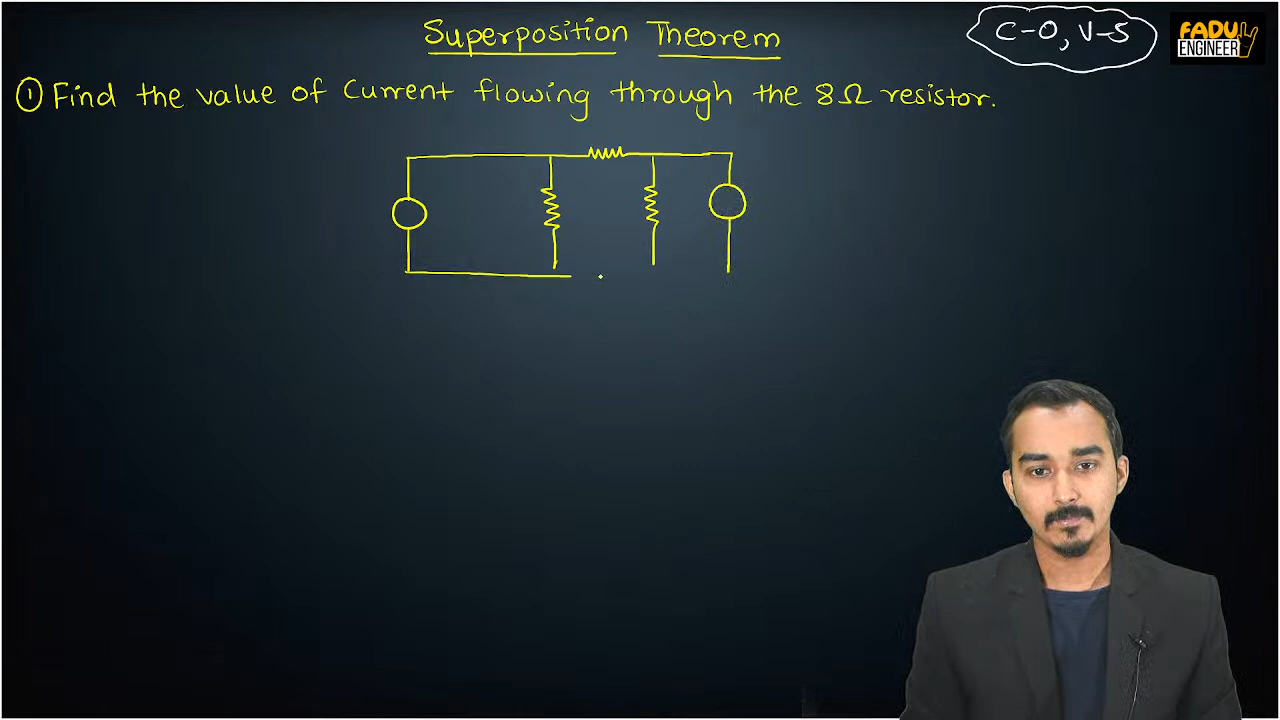 Superposition Theorem
C-O, V-S
FADU
ENGINEER
① Find the value of Current flowing through the 8Ω resistor.